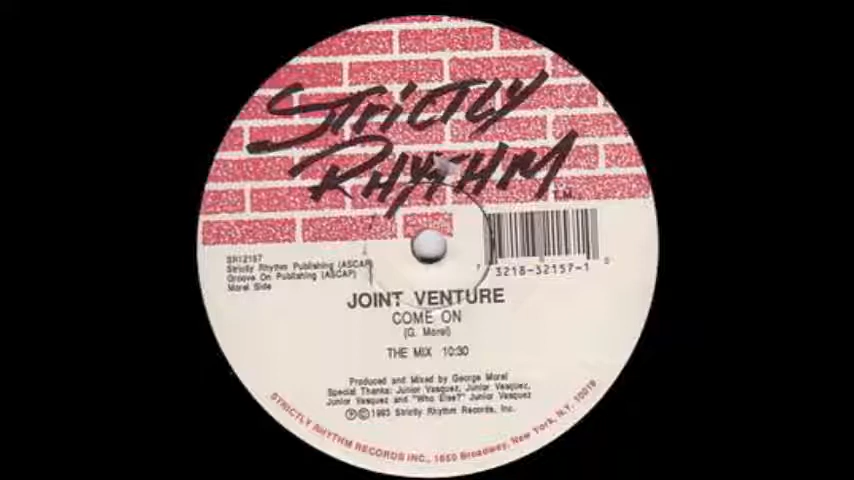 STRICTLY
RHYTHM
T.M.
SR12157
Strictly Rhythm Publishing (ASCAP)
Groove On Publishing (ASCAP)
Morel Side
7 3218-32157-1 0
JOINT VENTURE
COME ON
(G. Morel)
THE MIX 10:30
Produced and Mixed by George Morel
Special Thanks: Junior Vasquez, Junior Vasquez,
Junior Vasquez and "Who Else?" Junior Vasquez
Ⓟ©1993 Strictly Rhythm Records, Inc.
STRICTLY RHYTHM RECORDS INC., 1650 Broadway, New York, N.Y. 10019